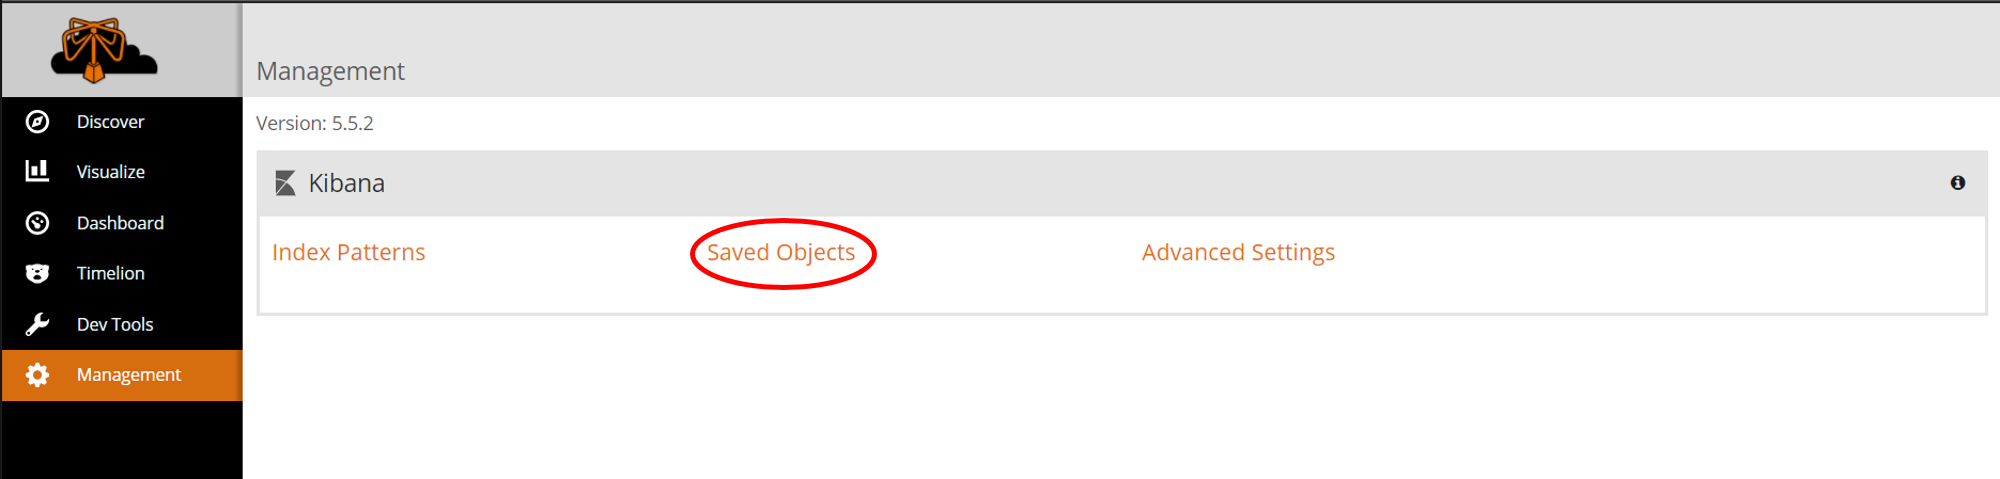 Management
Version: 5.5.2
Discover
Visualize
Dashboard
Timelion
Dev Tools
Management
Kibana
Index Patterns
Saved Objects
Advanced Settings